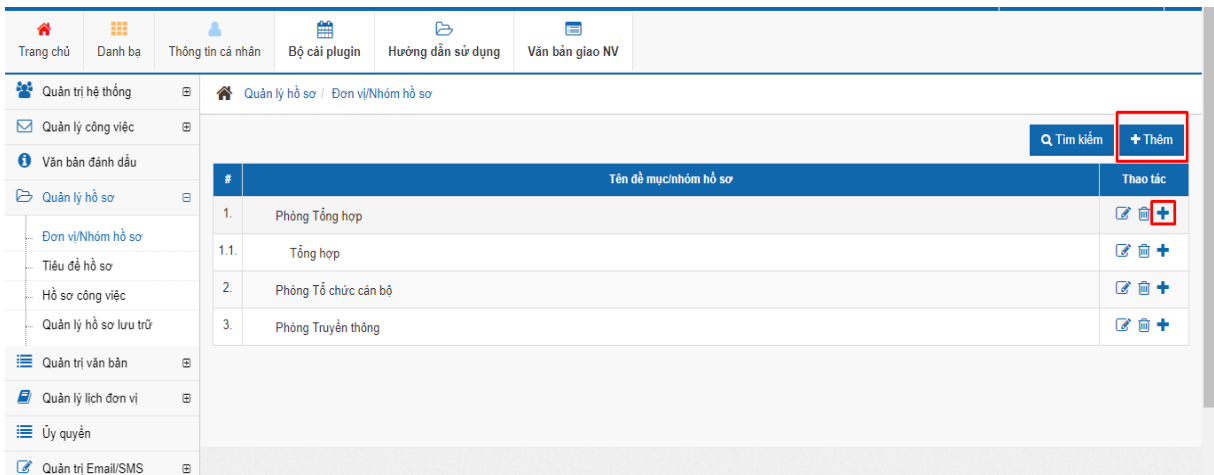 Trang chủ Danh bạ Thông tin cá nhân Bộ cài plugin Hướng dẫn sử dụng Văn bản giao NV
Quản trị hệ thống
Quản lý công việc
Văn bản đánh dấu
Quản lý hồ sơ
Đơn vị/Nhóm hồ sơ
Tiêu đề hồ sơ
Hồ sơ công việc
Quản lý hồ sơ lưu trữ
Quản trị văn bản
Quản lý lịch đơn vị
Ủy quyền
Quản trị Email/SMS
Quản lý hồ sơ / Đơn vị/Nhóm hồ sơ
Tìm kiếm + Thêm
# Tên đề mục/nhóm hồ sơ Thao tác
1. Phòng Tổng hợp
1.1. Tổng hợp
2. Phòng Tổ chức cán bộ
3. Phòng Truyền thông